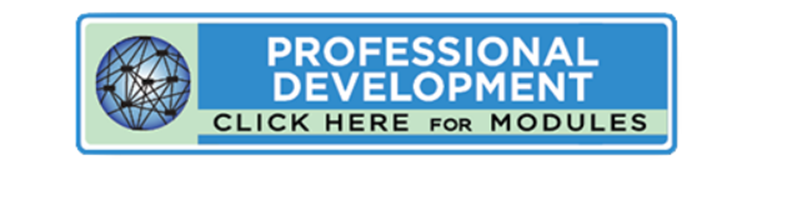 PROFESSIONAL
DEVELOPMENT
CLICK HERE FOR MODULES